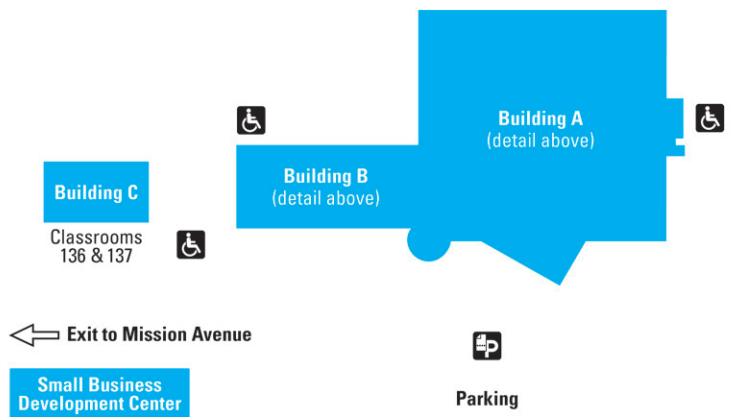 Building A
(detail above)
Building B
(detail above)
Building C
Classrooms
136 & 137
Exit to Mission Avenue
P
Small Business
Development Center
Parking